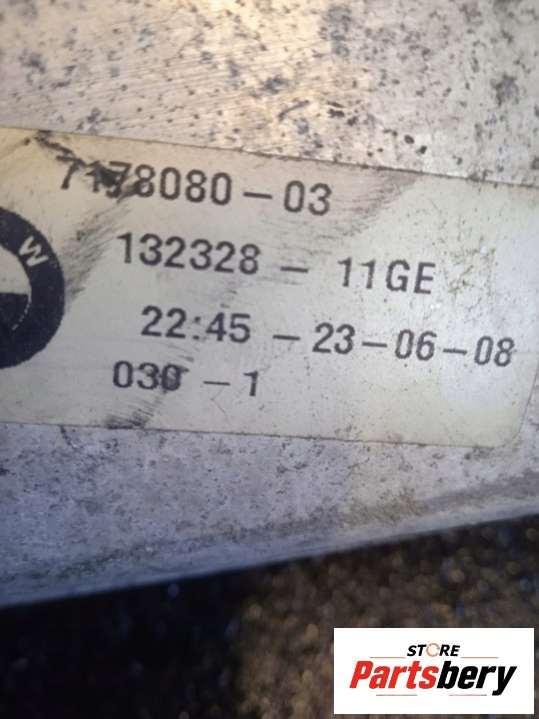 7178080-03
W
132328 - 11GE
22:45 - 23-06-08
030 - 1
STORE
Partsbery